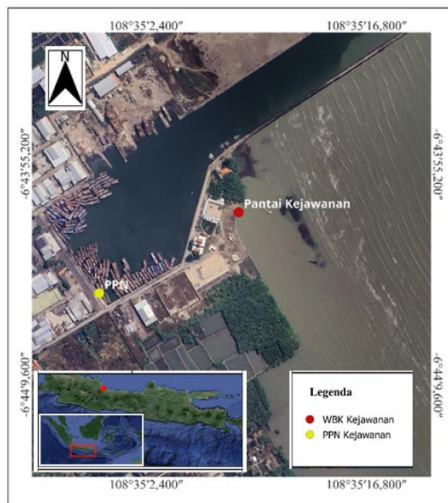 108°35'2,400" 108°35'16,800"
N
-6°43'55,200" -6°43'55,200"
Pantai Kejawanan
PPN
-6°44'9,600" -6°44'9,600"
Legenda
WBK Kejawanan
PPN Kejawanan
108°35'2,400" 108°35'16,800"